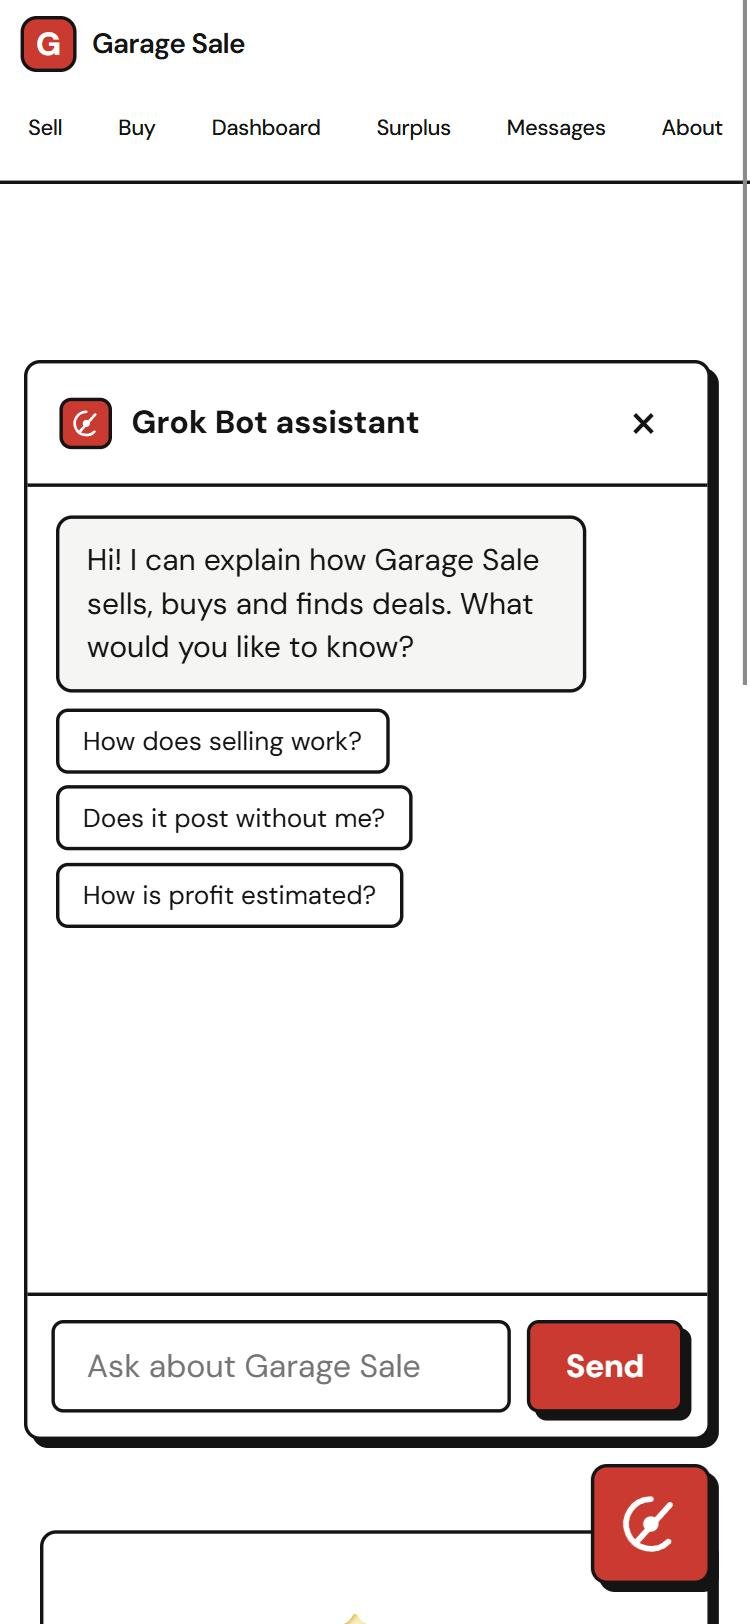 G Garage Sale
Sell Buy Dashboard Surplus Messages About
Grok Bot assistant ×
Hi! I can explain how Garage Sale
sells, buys and finds deals. What
would you like to know?
How does selling work?
Does it post without me?
How is profit estimated?
Ask about Garage Sale Send